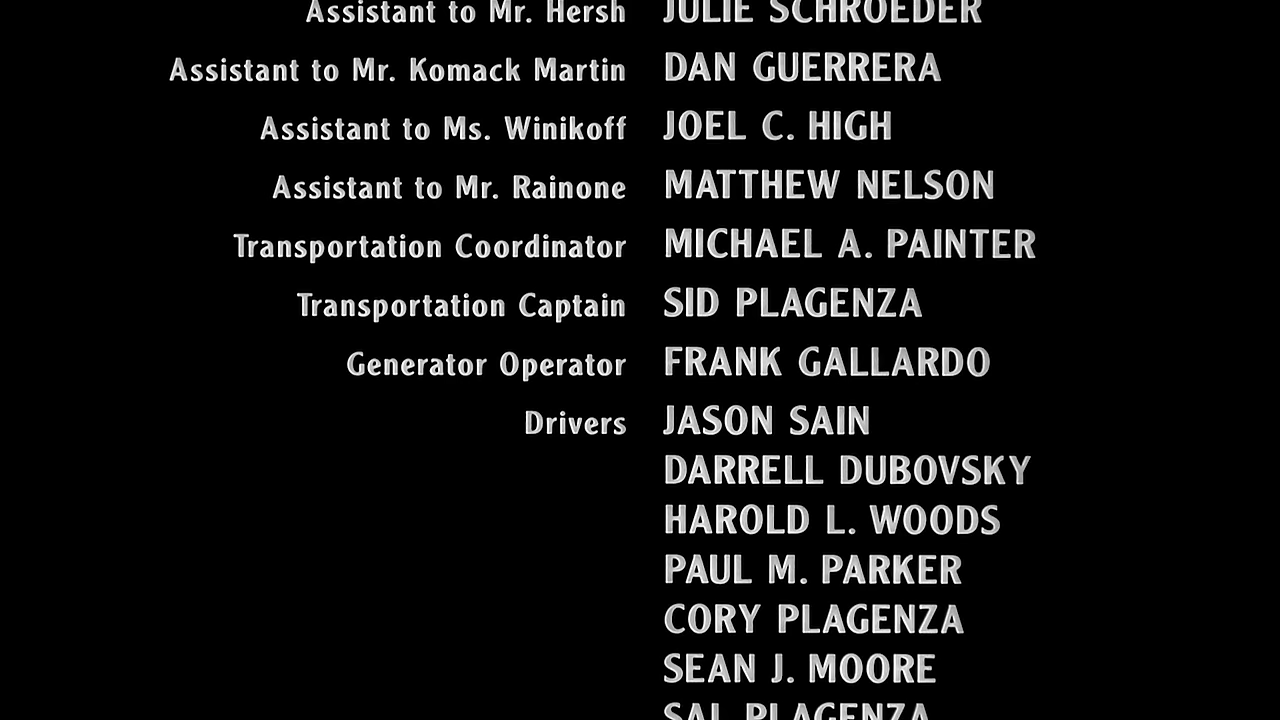 Assistant to Mr. Hersh JULIE SCHROEDER
Assistant to Mr. Komack Martin DAN GUERRERA
Assistant to Ms. Winikoff JOEL C. HIGH
Assistant to Mr. Rainone MATTHEW NELSON
Transportation Coordinator MICHAEL A. PAINTER
Transportation Captain SID PLAGENZA
Generator Operator FRANK GALLARDO
Drivers JASON SAIN
DARRELL DUBOVSKY
HAROLD L. WOODS
PAUL M. PARKER
CORY PLAGENZA
SEAN J. MOORE
SAL PLAGENZA